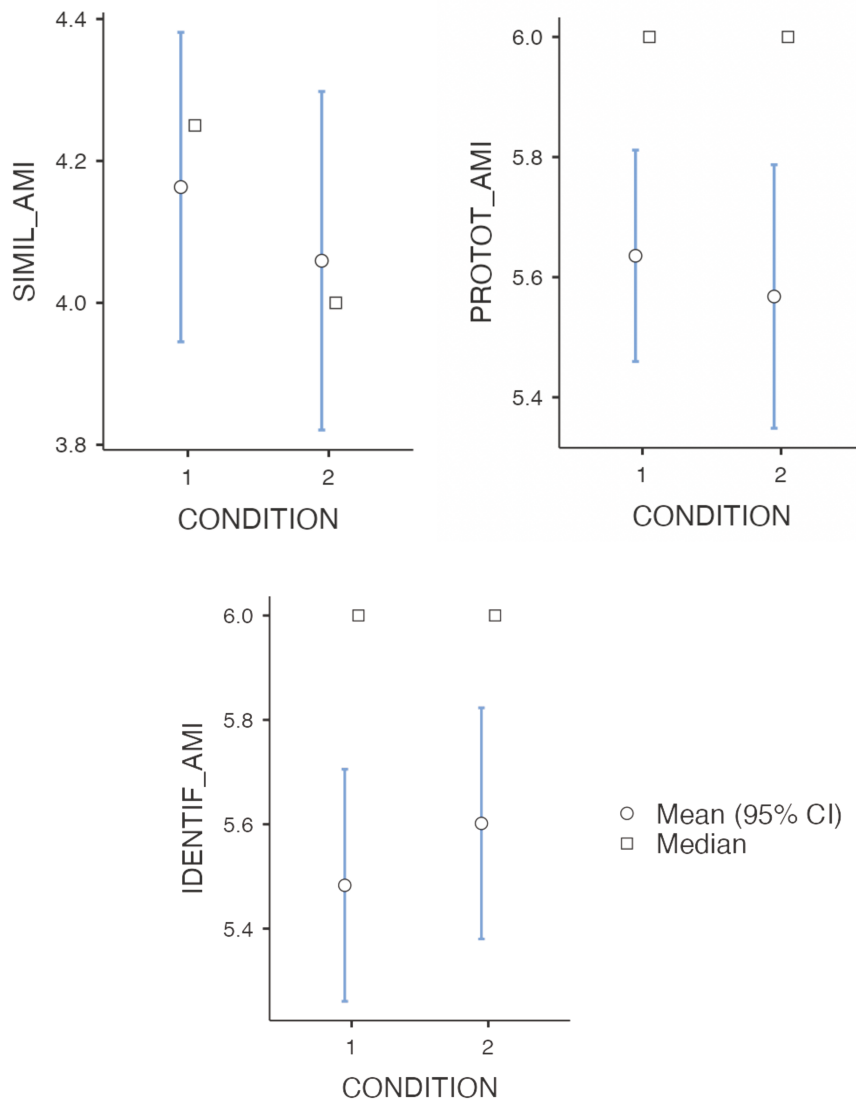 4.4
4.2
4.0
3.8
SIMIL_AMI
1 2
CONDITION
6.0
5.8
5.6
5.4
PROTOT_AMI
1 2
CONDITION
6.0
5.8
5.6
5.4
IDENTIF_AMI
1 2
CONDITION
Mean (95% CI)
Median